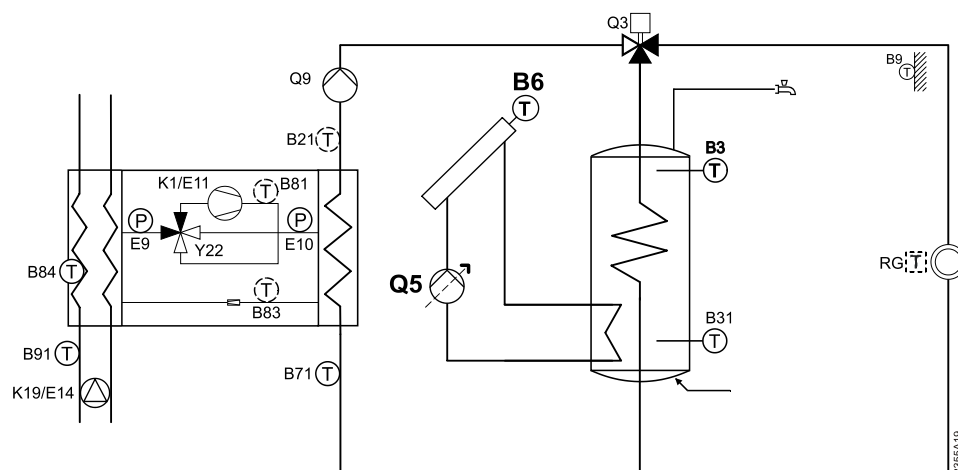 Q3
B9
T
Q9
B6
T
B21 T
B3
T
K1/E11
T B81
P
P
E9
Y22
E10
B84 T
Q5
RG T
T
B83
B31
T
B91 T
B71 T
K19/E14